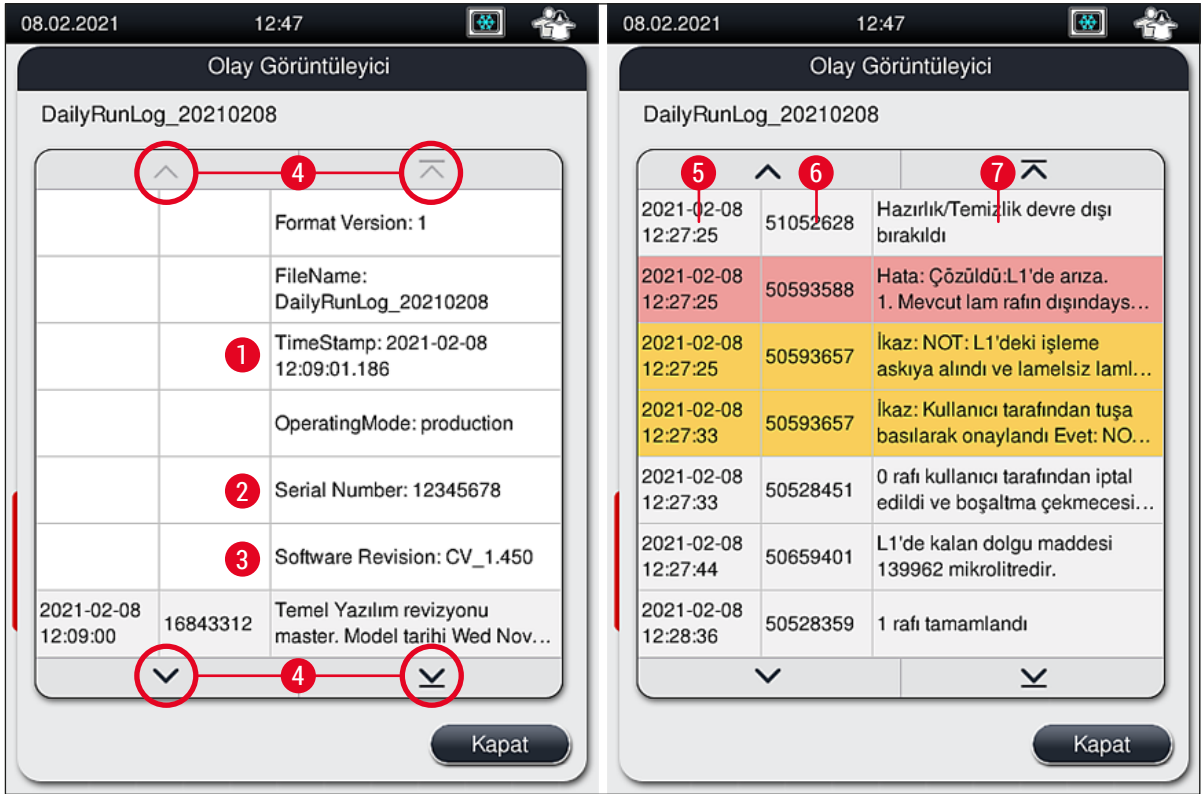 08.02.2021 12:47
Olay Görüntüleyici
DailyRunLog_20210208
4
Format Version: 1
FileName:
DailyRunLog_20210208
1
TimeStamp: 2021-02-08
12:09:01.186
OperatingMode: production
2
Serial Number: 12345678
3
Software Revision: CV_1.450
2021-02-08
12:09:00
16843312
Temel Yazılım revizyonu
master. Model tarihi Wed Nov...
4
Kapat
08.02.2021 12:47
Olay Görüntüleyici
DailyRunLog_20210208
5 6 7
2021-02-08
12:27:25
51052628
Hazırlık/Temizlik devre dışı
bırakıldı
2021-02-08
12:27:25
50593588
Hata: Çözüldü:L1'de arıza.
1. Mevcut lam rafın dışındays...
2021-02-08
12:27:25
50593657
İkaz: NOT: L1'deki işleme
askıya alındı ve lamelsiz laml...
2021-02-08
12:27:33
50593657
İkaz: Kullanıcı tarafından tuşa
basılarak onaylandı Evet: NO...
2021-02-08
12:27:33
50528451
0 rafı kullanıcı tarafından iptal
edildi ve boşaltma çekmecesi...
2021-02-08
12:27:44
50659401
L1'de kalan dolgu maddesi
139962 mikrolitredir.
2021-02-08
12:28:36
50528359
1 rafı tamamlandı
Kapat